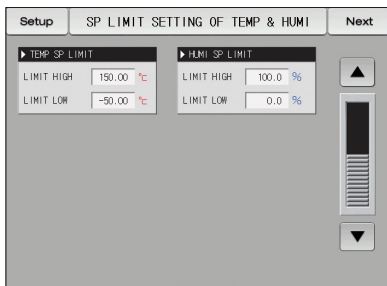 Setup SP LIMIT SETTING OF TEMP & HUMI Next
▶ TEMP SP LIMIT
LIMIT HIGH 150.00 ℃
LIMIT LOW -50.00 ℃
▶ HUMI SP LIMIT
LIMIT HIGH 100.0 %
LIMIT LOW 0.0 %